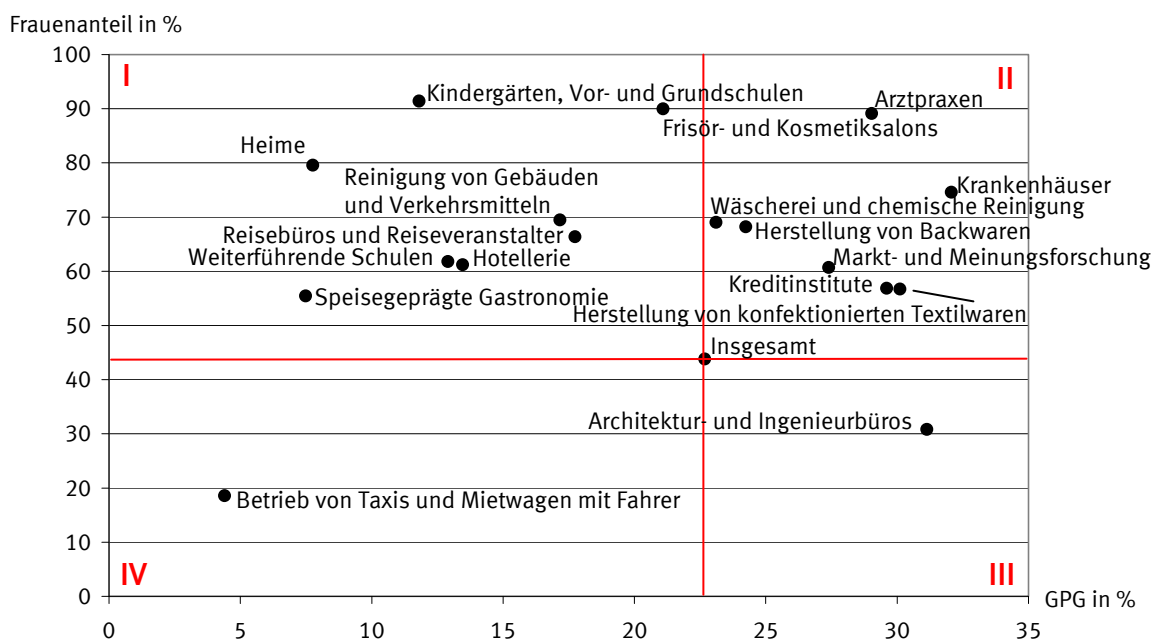 Frauenanteil in %
100
I
II
90
Kindergärten, Vor- und Grundschulen
Arztpraxen
Frisör- und Kosmetiksalons
80
Heime
Krankenhäuser
70
Reinigung von Gebäuden
und Verkehrsmitteln
Wäscherei und chemische Reinigung
Reisebüros und Reiseveranstalter
Herstellung von Backwaren
60
Weiterführende Schulen
Hotellerie
Markt- und Meinungsforschung
Speisegeprägte Gastronomie
Kreditinstitute
50
Herstellung von konfektionierten Textilwaren
Insgesamt
40
30
Architektur- und Ingenieurbüros
20
Betrieb von Taxis und Mietwagen mit Fahrer
10
IV
III
0
GPG in %
0 5 10 15 20 25 30 35